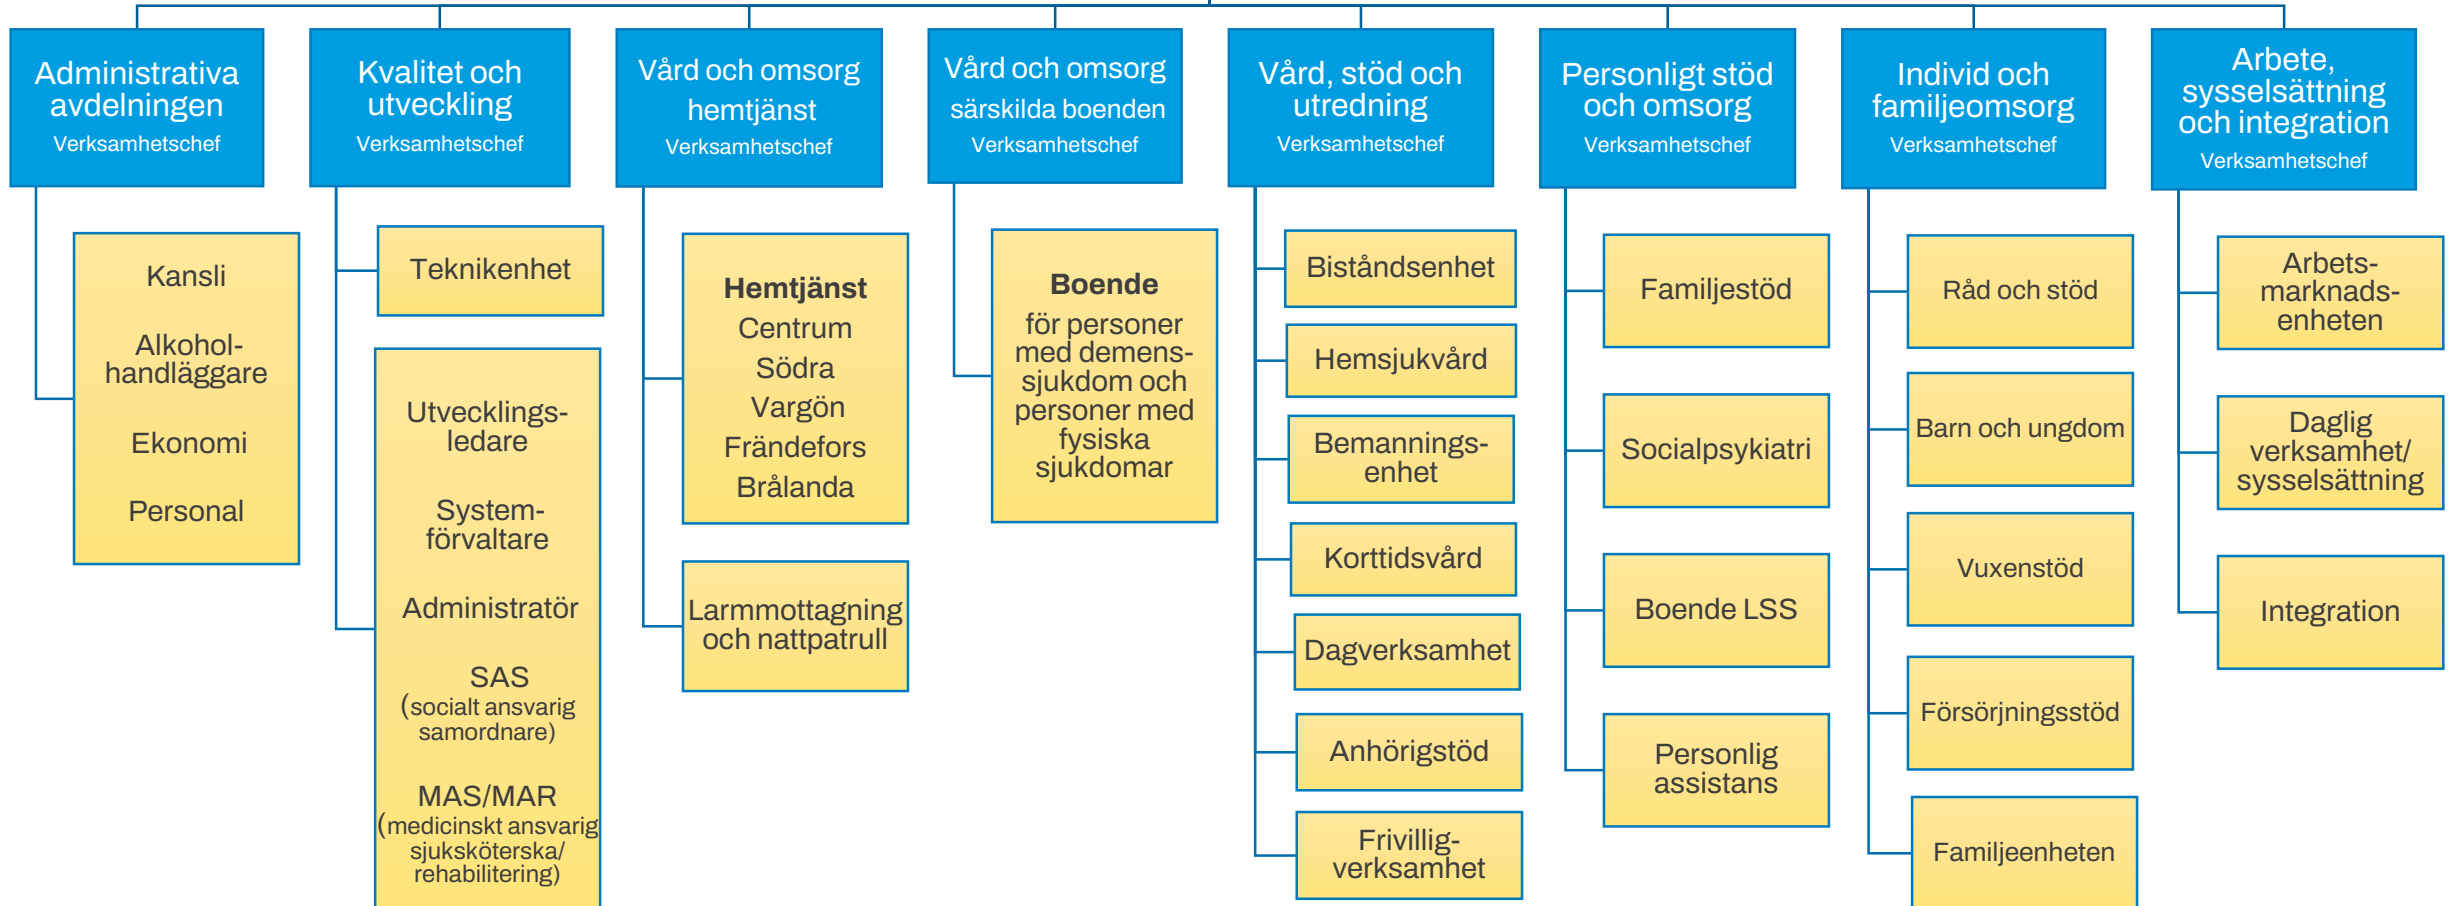 Administrativa
avdelningen
Verksamhetschef
Kvalitet och
utveckling
Verksamhetschef
Vård och omsorg
hemtjänst
Verksamhetschef
Vård och omsorg
särskilda boenden
Verksamhetschef
Vård, stöd och
utredning
Verksamhetschef
Personligt stöd
och omsorg
Verksamhetschef
Individ och
familjeomsorg
Verksamhetschef
Arbete,
sysselsättning
och integration
Verksamhetschef
Kansli
Alkohol-
handläggare
Ekonomi
Personal
Teknikenhet
Utvecklings-
ledare
System-
förvaltare
Administratör
SAS
(socialt ansvarig
samordnare)
MAS/MAR
(medicinskt ansvarig
sjuksköterska/
rehabilitering)
Hemtjänst
Centrum
Södra
Vargön
Frändefors
Brålanda
Larmmottagning
och nattpatrull
Boende
för personer
med demens-
sjukdom och
personer med
fysiska
sjukdomar
Biståndsenhet
Hemsjukvård
Bemannings-
enhet
Korttidsvård
Dagverksamhet
Anhörigstöd
Frivillig-
verksamhet
Familjestöd
Socialpsykiatri
Boende LSS
Personlig
assistans
Råd och stöd
Barn och ungdom
Vuxenstöd
Försörjningsstöd
Familjeenheten
Arbets-
marknads-
enheten
Daglig
verksamhet/
sysselsättning
Integration